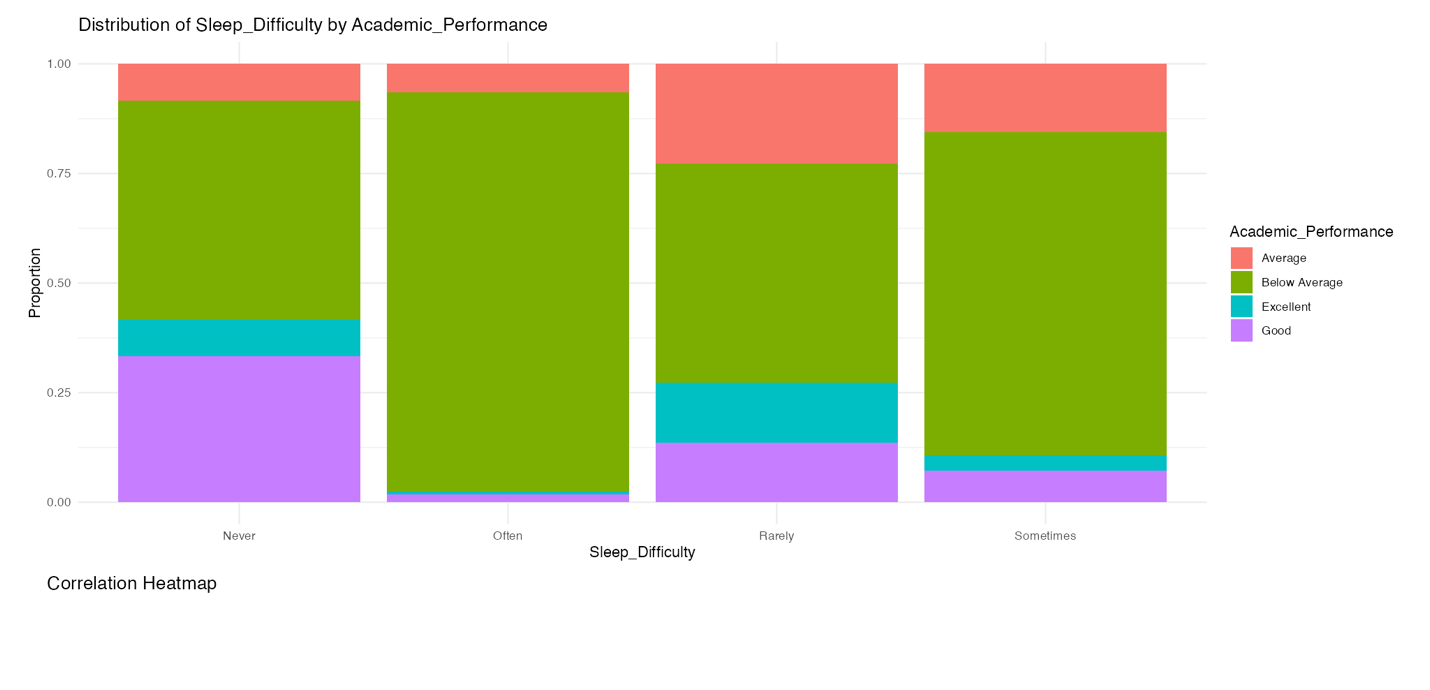 Distribution of Sleep_Difficulty by Academic_Performance
1.00
0.75
0.50
0.25
0.00
Proportion
Never Often Rarely Sometimes
Sleep_Difficulty
Academic_Performance
Average
Below Average
Excellent
Good
Correlation Heatmap